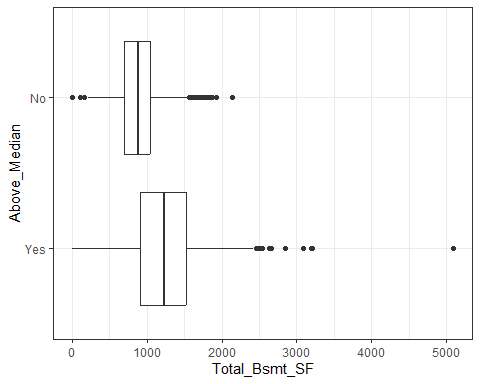 Above_Median
No
Yes
0 1000 2000 3000 4000 5000
Total_Bsmt_SF